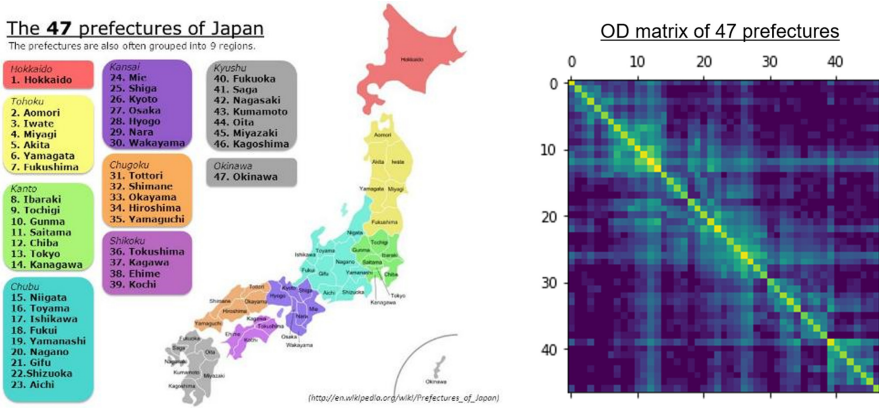 The 47 prefectures of Japan
The prefectures are also often grouped into 9 regions.
Hokkaido
1. Hokkaido
Tohoku
2. Aomori
3. Iwate
4. Miyagi
5. Akita
6. Yamagata
7. Fukushima
Kanto
8. Ibaraki
9. Tochigi
10. Gunma
11. Saitama
12. Chiba
13. Tokyo
14. Kanagawa
Chubu
15. Niigata
16. Toyama
17. Ishikawa
18. Fukui
19. Yamanashi
20. Nagano
21. Gifu
22.Shizuoka
23. Aichi
Kansai
24. Mie
25. Shiga
26. Kyoto
27. Osaka
28. Hyogo
29. Nara
30. Wakayama
Chugoku
31. Tottori
32. Shimane
33. Okayama
34. Hiroshima
35. Yamaguchi
Shikoku
36. Tokushima
37. Kagawa
38. Ehime
39. Kochi
Kyushu
40. Fukuoka
41. Saga
42. Nagasaki
43. Kumamoto
44. Oita
45. Miyazaki
46. Kagoshima
Okinawa
47. Okinawa
Hokkaido
Aomori
Akita Iwate
Yamagata Miyagi
Fukushima
Tochigi
Gunma
Ibaraki
Saitama
Chiba
Tokyo
Kanagawa
Toyama
Ishikawa
Nagano
Fukui
Gifu
Yamanashi
Aichi
Shizuoka
Kyoto
Shiga
Hyogo
Mie
Nara
Osaka
Wakayama
Tottori
Shimane
Okayama
Hiroshima
Yamaguchi
Kagawa
Tokushima
Ehime
Kochi
Fukuoka
Saga
Oita
Kumamoto
Miyazaki
Kagoshima
Okinawa
(http://en.wikipedia.org/wiki/Prefectures_of_Japan)
OD matrix of 47 prefectures
0 10 20 30 40
0
10
20
30
40